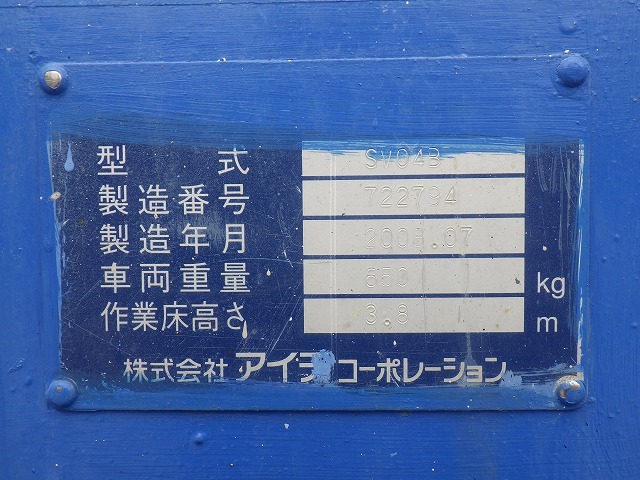 型式 SV04B-
製造番号 722794
製造年月 2008.07
車両重量 650 kg
作業床高さ 3.8 m
株式会社 アイチ コーポレーション